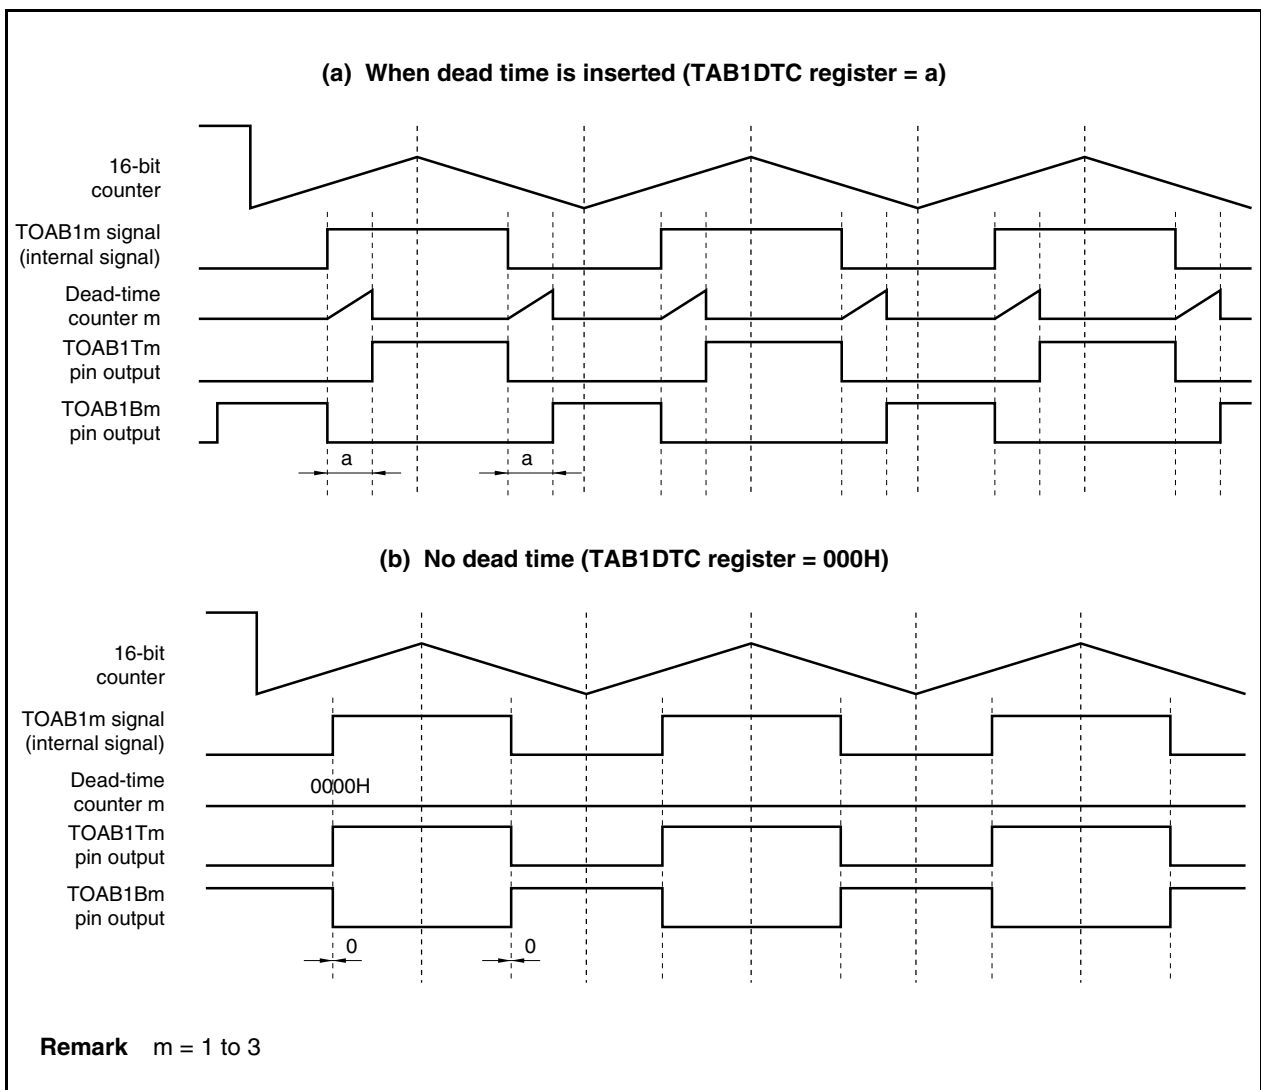 (a) When dead time is inserted (TAB1DTC register = a)
16-bit
counter
TOAB1m signal
(internal signal)
Dead-time
counter m
TOAB1Tm
pin output
TOAB1Bm
pin output
a
a
(b) No dead time (TAB1DTC register = 000H)
16-bit
counter
TOAB1m signal
(internal signal)
Dead-time
counter m
0000H
TOAB1Tm
pin output
TOAB1Bm
pin output
0
0
Remark m = 1 to 3